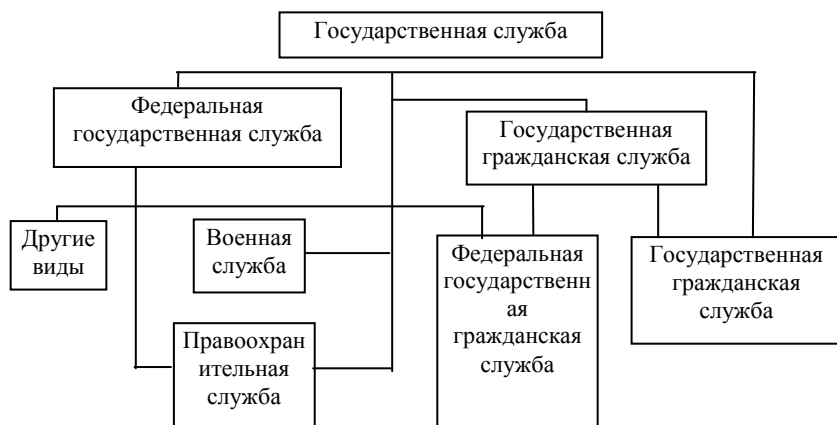 Государственная служба
Федеральная
государственная служба
Государственная
гражданская служба
Другие
виды
Военная
служба
Федеральная
государственн
ая
гражданская
служба
Государственная
гражданская
служба
Правоохран
ительная
служба